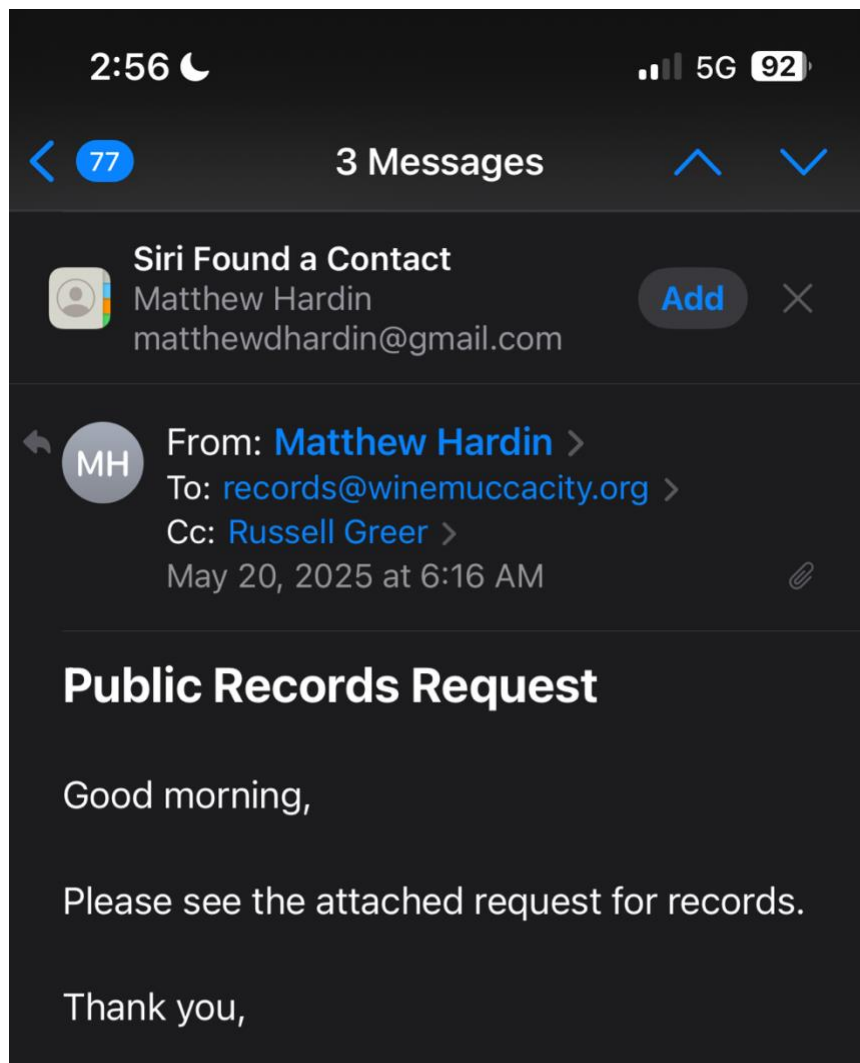 2:56 5G 92
77 3 Messages
Siri Found a Contact
Matthew Hardin
matthewdhardin@gmail.com
Add
MH
From: Matthew Hardin
To: records@winemuccacity.org
Cc: Russell Greer
May 20, 2025 at 6:16 AM
Public Records Request
Good morning,
Please see the attached request for records.
Thank you,